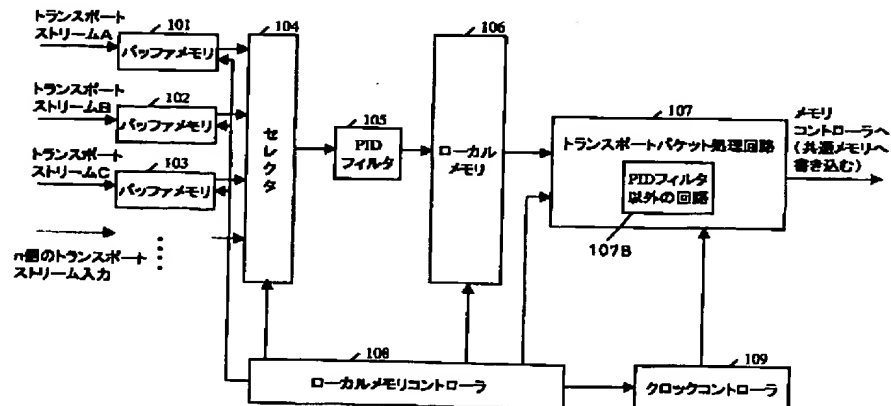 トランスポート
ストリームA
101
バッファメモリ
トランスポート
ストリームB
102
バッファメモリ
トランスポート
ストリームC
103
バッファメモリ
n個のトランスポート
ストリーム入力
104
セレクタ
105
PID
フィルタ
106
ローカル
メモリ
107
トランスポートパケット処理回路
PIDフィルタ
以外の回路
107B
メモリ
コントローラへ
(共通メモリへ
書き込む)
108
ローカルメモリコントローラ
109
クロックコントローラ